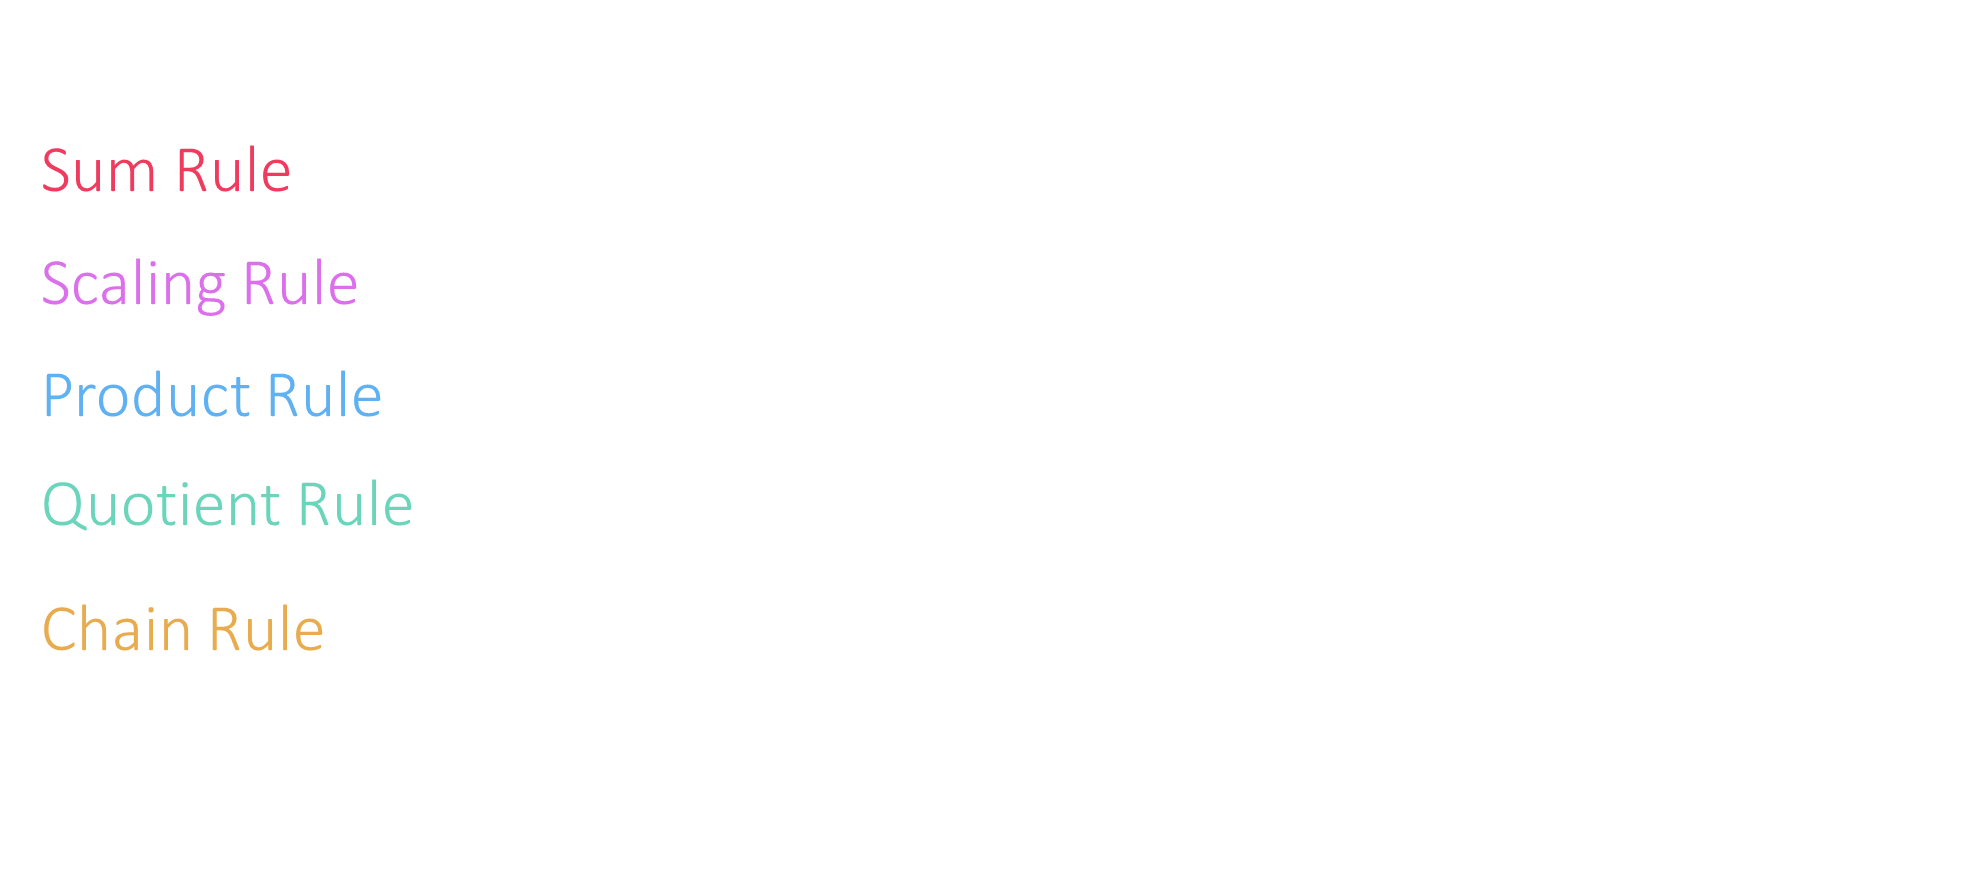 Sum Rule
Scaling Rule
Product Rule
Quotient Rule
Chain Rule